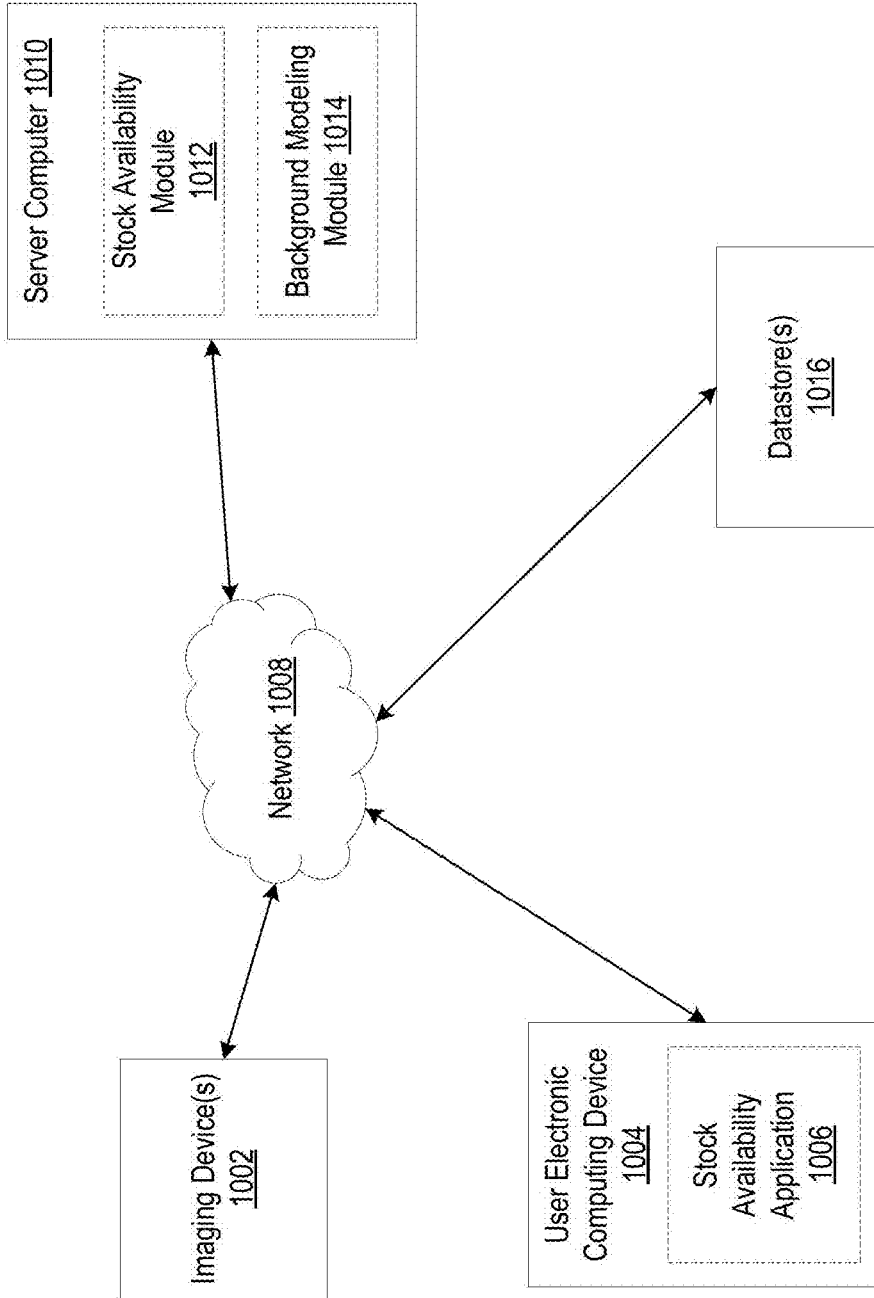 Imaging Device(s)
1002
User Electronic
Computing Device
1004
Stock
Availability
Application
1006
Network 1008
Server Computer 1010
Stock Availability
Module
1012
Background Modeling
Module 1014
Datastore(s)
1016